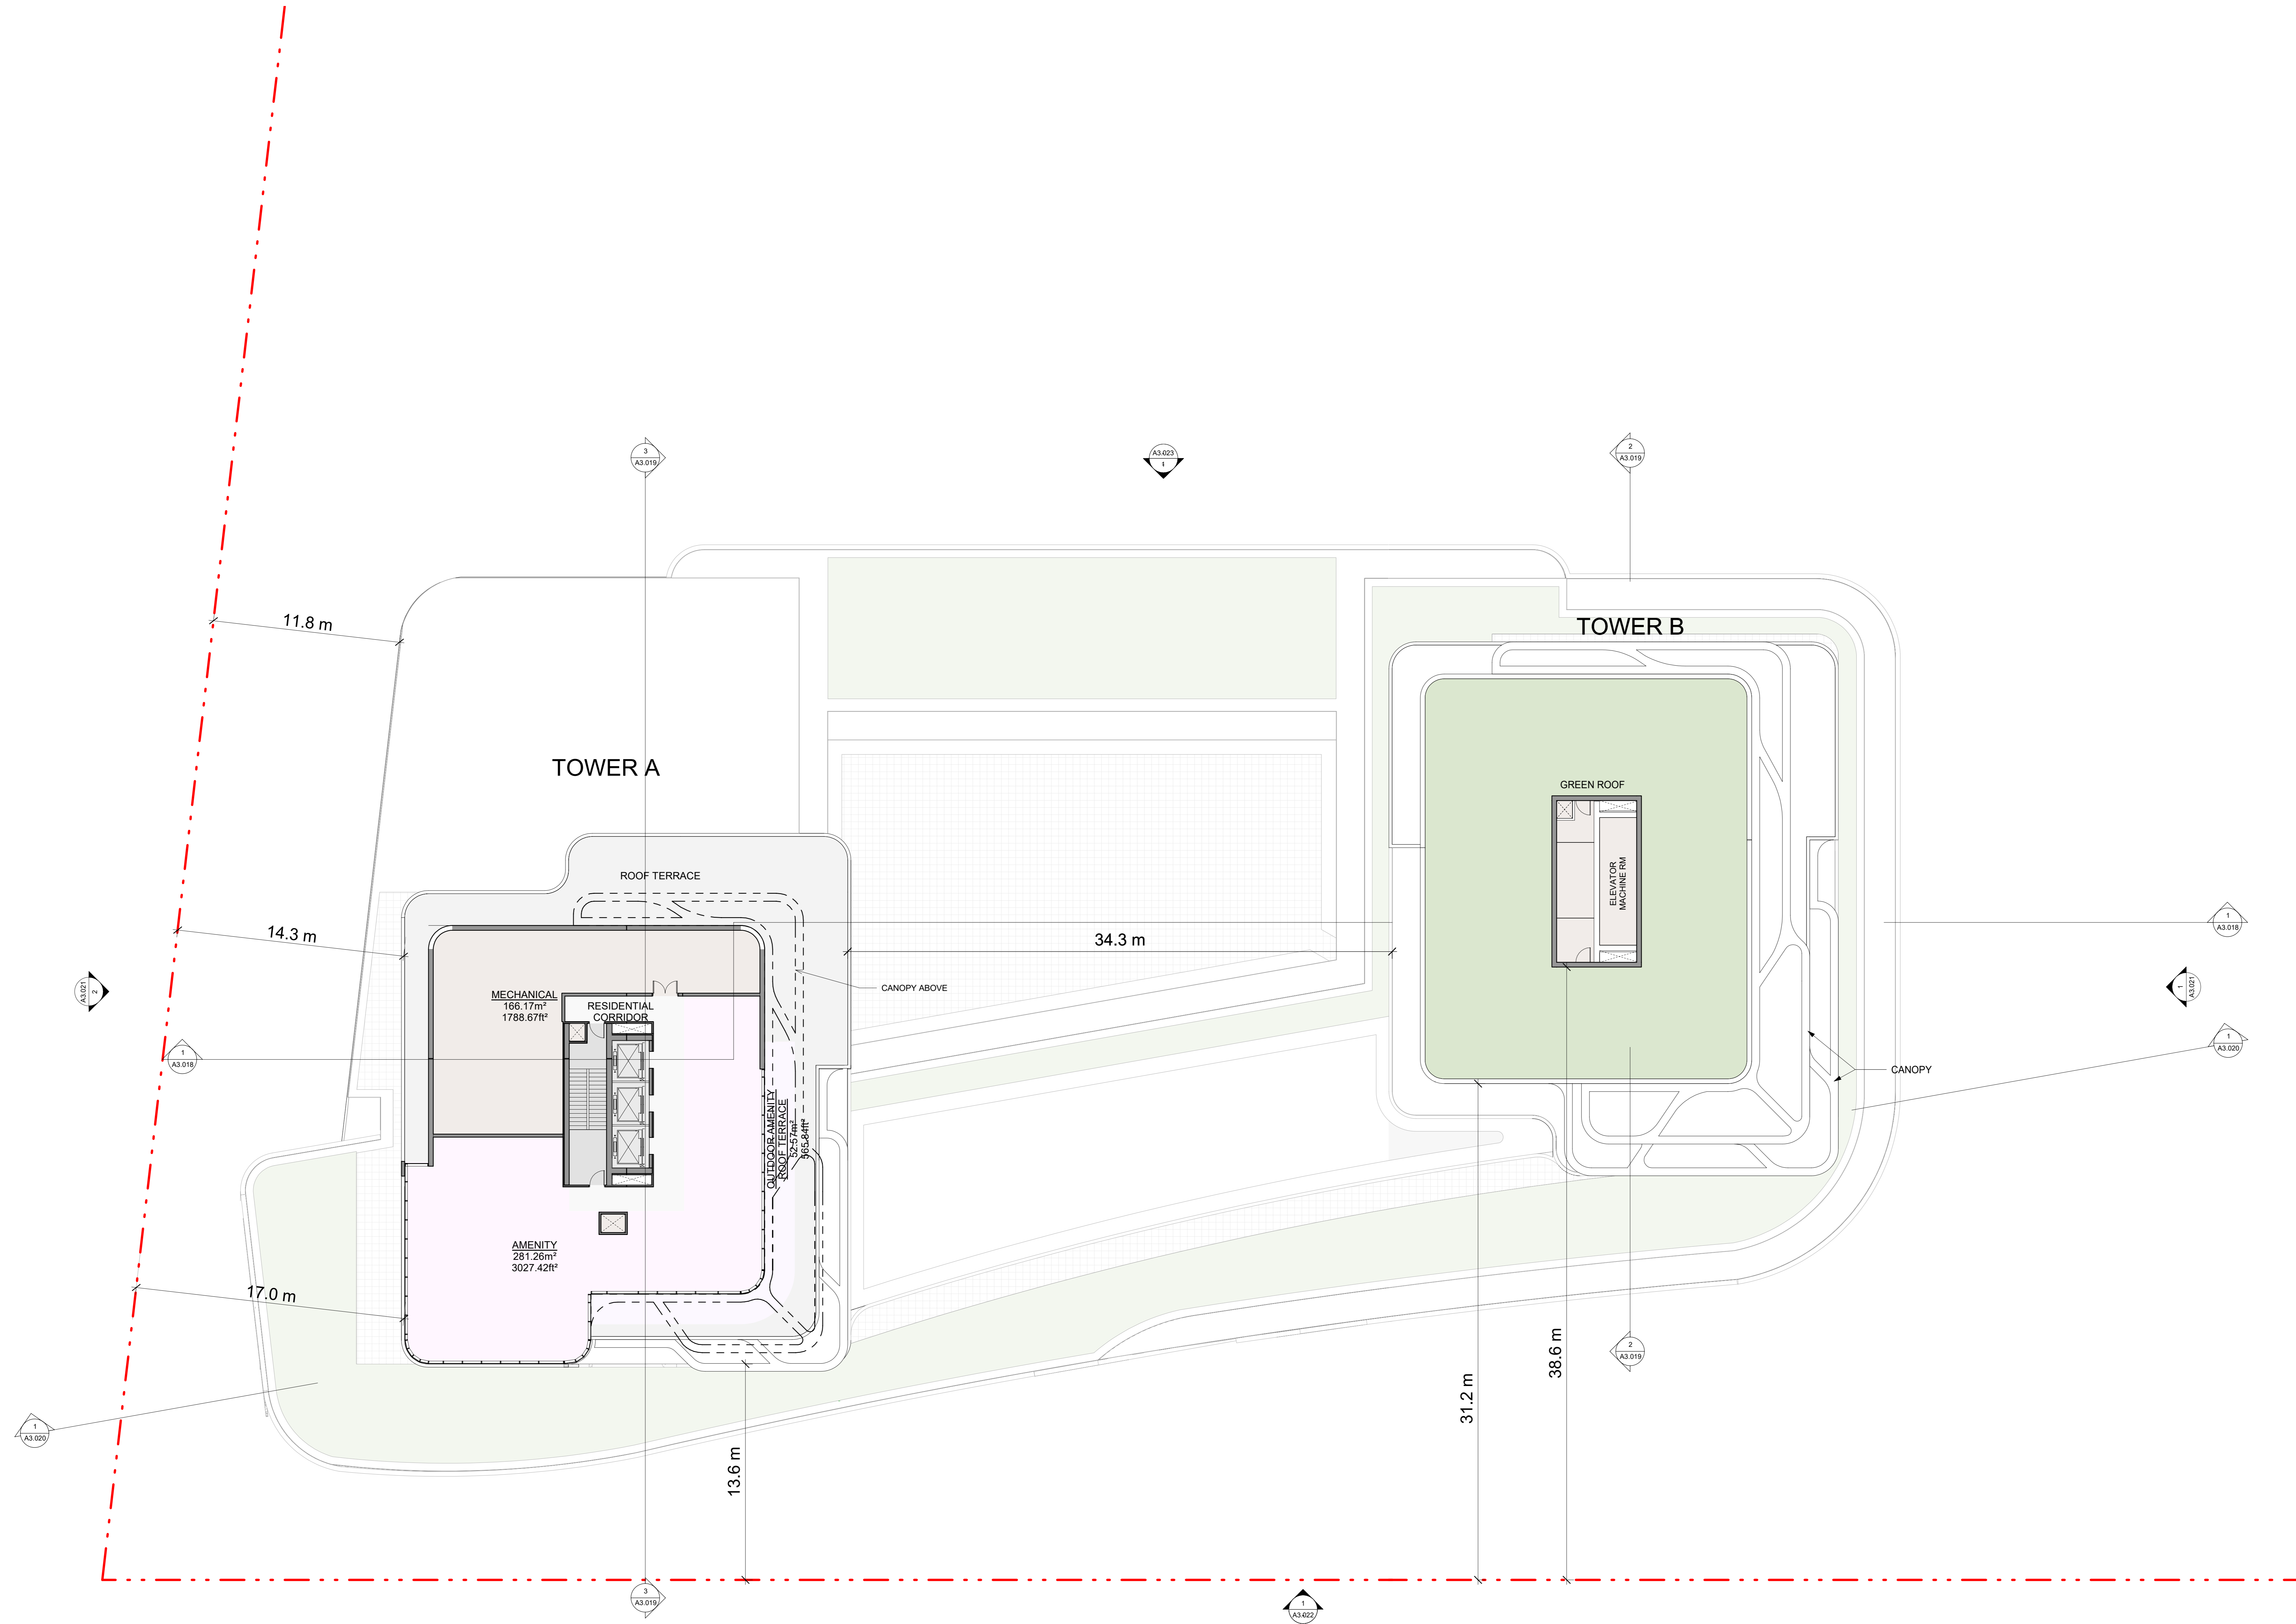 3
A3.019
A3.023
1
2
A3.019
11.8 m
TOWER B
TOWER A
GREEN ROOF
ELEVATOR
MACHINE RM
ROOF TERRACE
14.3 m
34.3 m
1
A3.018
CANOPY ABOVE
A3.021
2
1
A3.021
MECHANICAL
166.17m²
1788.67ft²
RESIDENTIAL
CORRIDOR
1
A3.018
1
A3.020
CANOPY
OUTDOOR AMENITY
ROOF TERRACE
52.57m²
565.84ft²
AMENITY
281.26m²
3027.42ft²
17.0 m
38.6 m
2
A3.019
31.2 m
1
A3.020
13.6 m
3
A3.019
1
A3.022